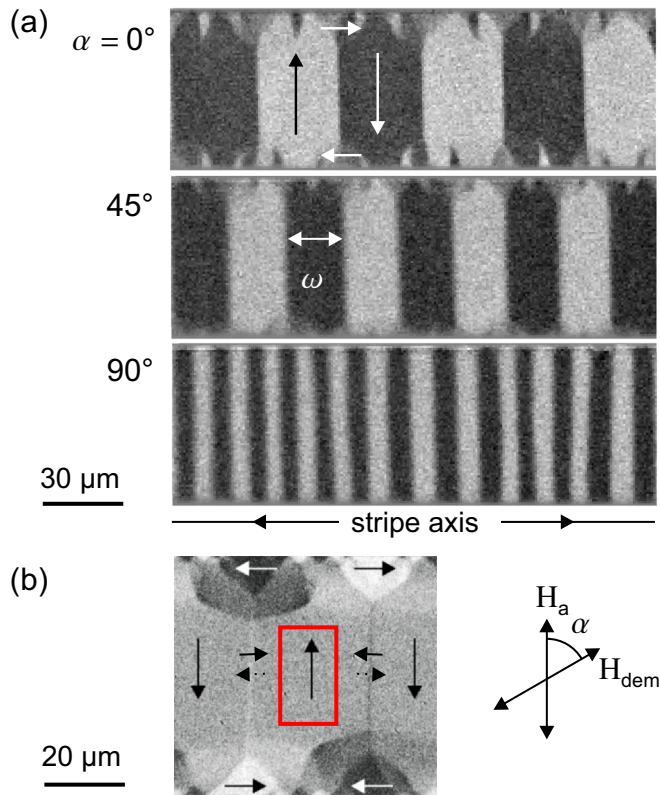 (a)
α = 0°
45°
ω
90°
30 µm
stripe axis
(b)
H_a
α
H_dem
20 µm